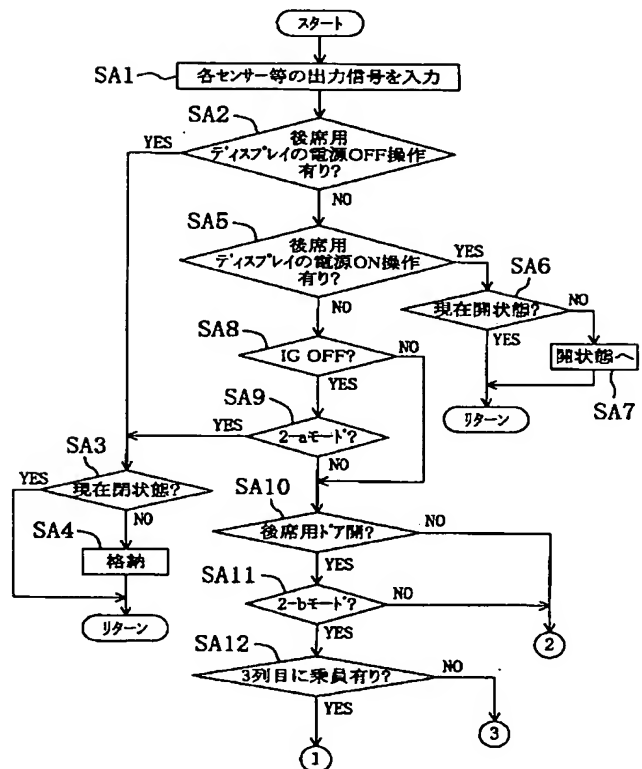 スタート
SA1
各センサー等の出力信号を入力
SA2
後席用
ディスプレイの電源OFF操作
有り?
YES
NO
SA5
後席用
ディスプレイの電源ON操作
有り?
YES
NO
SA6
現在開状態?
NO
YES
開状態へ
SA7
リターン
SA8
IG OFF?
NO
YES
SA9
2-aモード?
YES
NO
SA3
現在閉状態?
YES
NO
SA4
格納
リターン
SA10
後席用ドア開?
NO
YES
SA11
2-bモード?
NO
YES
2
SA12
3列目に乗員有り?
NO
YES
3
1